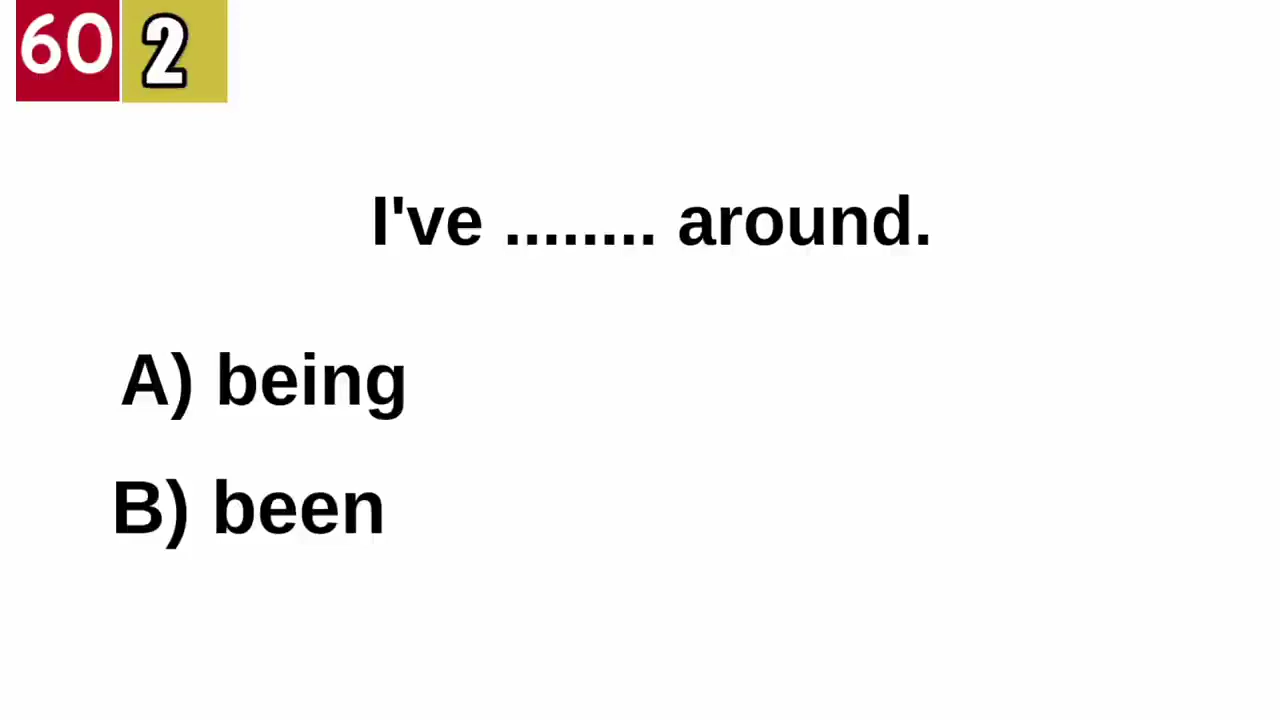 60 2
I've ........ around.
A) being
B) been